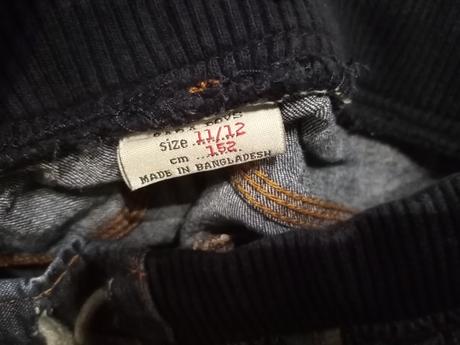 size 11/12
cm 152
MADE IN BANGLADESH